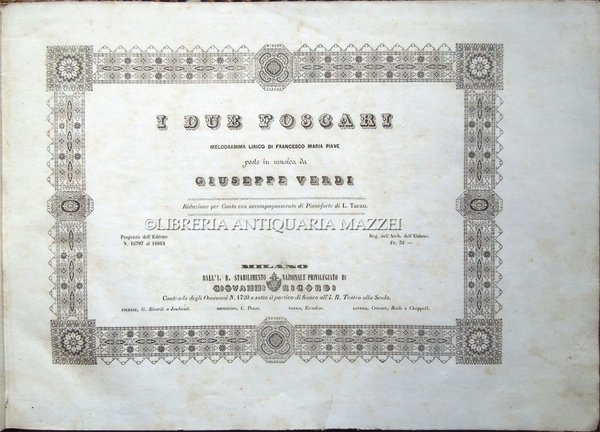 I DUE FOSCARI
MELODRAMMA LIRICO DI FRANCESCO MARIA PIAVE
posto in musica da
GIUSEPPE VERDI
Riduzione per Canto con accompagnamento di Pianoforte di L. Truzzi
©LIBRERIA ANTIQUARIA MAZZEI
Proprietà dell'Editore Reg. nell'Arch. dell'Unione.
N. 16797 al 16815 Fr. 32 —
MILANO
DALL'I. R. STABILIMENTO NAZIONALE PRIVILEGIATO DI
GIOVANNI RICORDI
Contrada degli Omenoni N. 1720 e sotto il portico di fianco all'I. R. Teatro alla Scala.
FIRENZE, G. Ricordi e Jouhaud. MENDRISIO, C. Pozzi. PARIGI, Escudier. LONDRA, Cramer, Beale e Chappell.